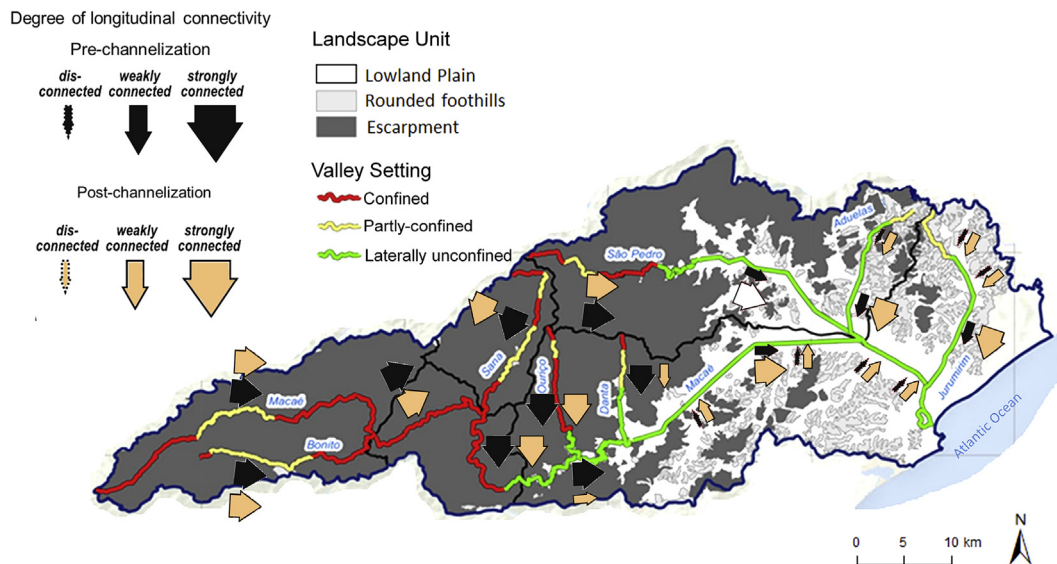 Degree of longitudinal connectivity
Pre-channelization
dis-
connected
weakly
connected
strongly
connected
Post-channelization
dis-
connected
weakly
connected
strongly
connected
Landscape Unit
Lowland Plain
Rounded foothills
Escarpment
Valley Setting
Confined
Partly-confined
Laterally unconfined
São Pedro
Aduelas
Sana
Ouriço
Danta
Macaé
Jurumirim
Macaé
Bonito
Atlantic Ocean
N
0 5 10 km